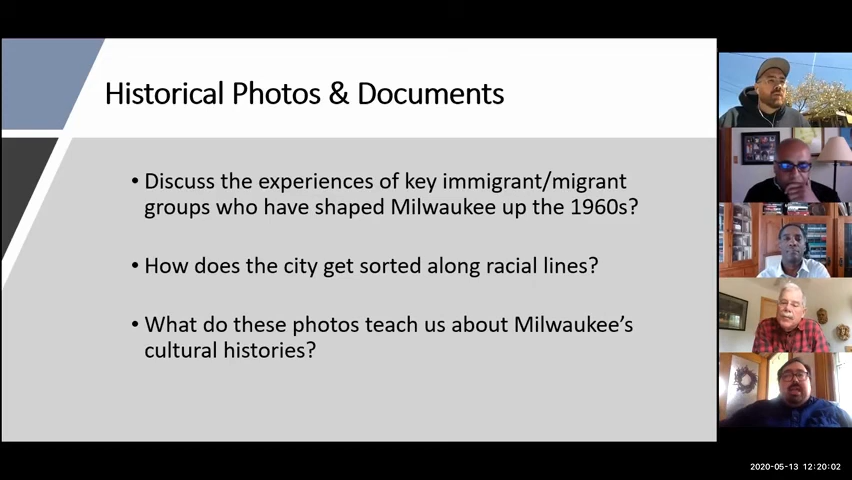 Historical Photos & Documents
• Discuss the experiences of key immigrant/migrant
groups who have shaped Milwaukee up the 1960s?
• How does the city get sorted along racial lines?
• What do these photos teach us about Milwaukee’s
cultural histories?
2020-05-13 12:20:02